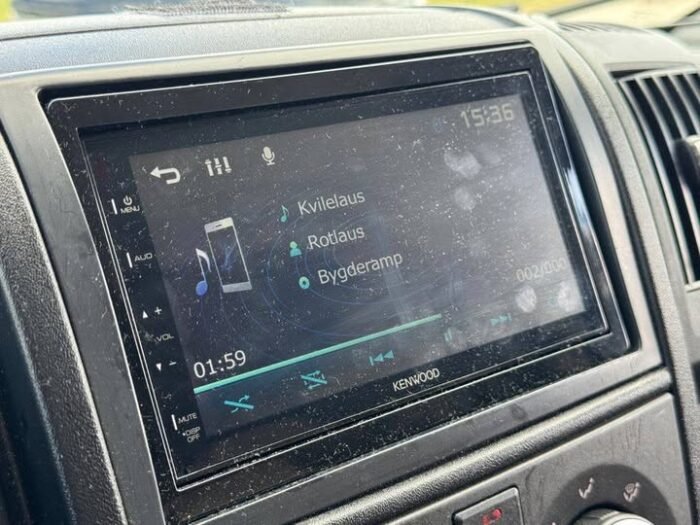 15:36
MENU
Kvilelaus
AUD
Rotlaus
Bygderamp
002/000
+
VOL
-
01:59
KENWOOD
MUTE
DISP
OFF